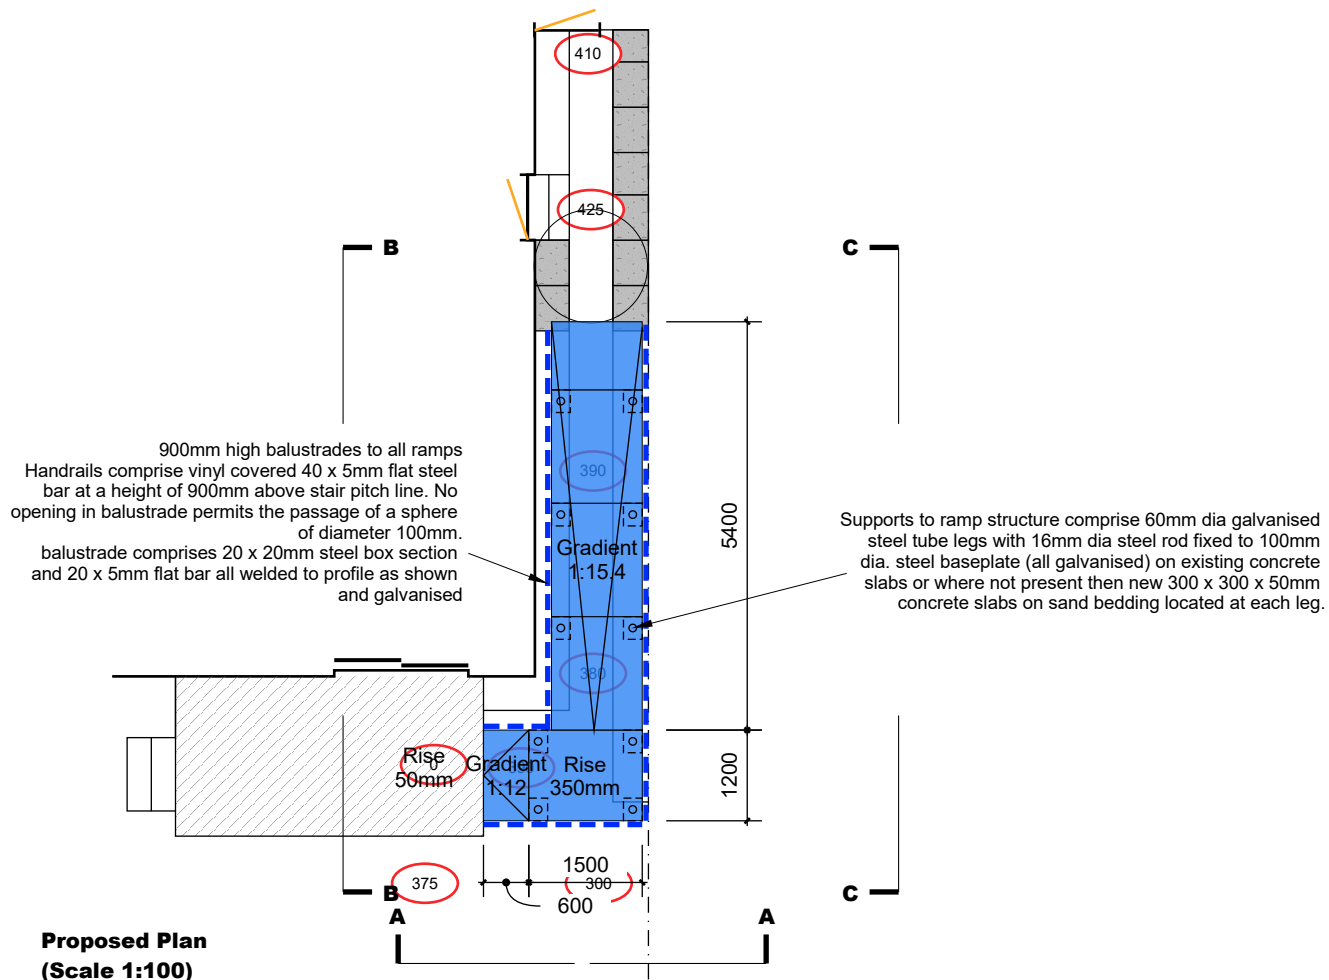 410
425
B
C
900mm high balustrades to all ramps
Handrails comprise vinyl covered 40 x 5mm flat steel
bar at a height of 900mm above stair pitch line. No
opening in balustrade permits the passage of a sphere
of diameter 100mm.
balustrade comprises 20 x 20mm steel box section
and 20 x 5mm flat bar all welded to profile as shown
and galvanised
390
Gradient
1:15.4
5400
Supports to ramp structure comprise 60mm dia galvanised
steel tube legs with 16mm dia steel rod fixed to 100mm
dia. steel baseplate (all galvanised) on existing concrete
slabs or where not present then new 300 x 300 x 50mm
concrete slabs on sand bedding located at each leg.
380
Rise
50mm
0
Gradient
1:12
Rise
350mm
1200
1500
375
300
600
B
C
A
A
Proposed Plan
(Scale 1:100)